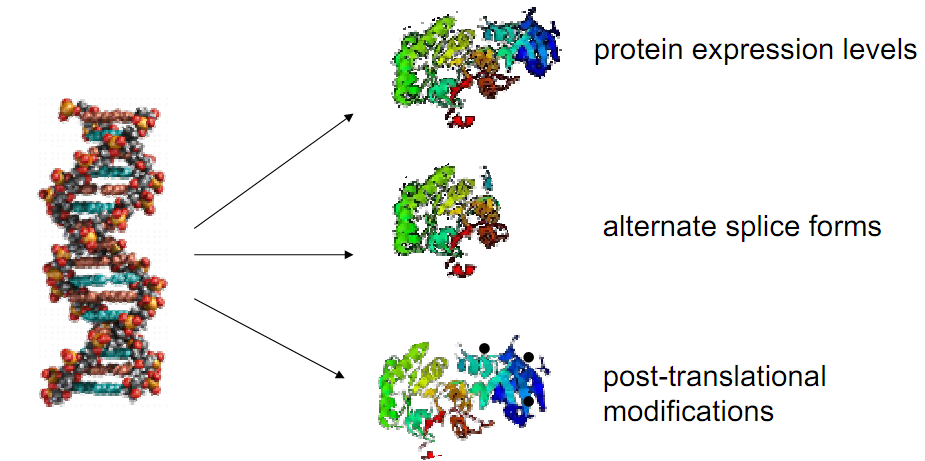 protein expression levels
alternate splice forms
post-translational
modifications